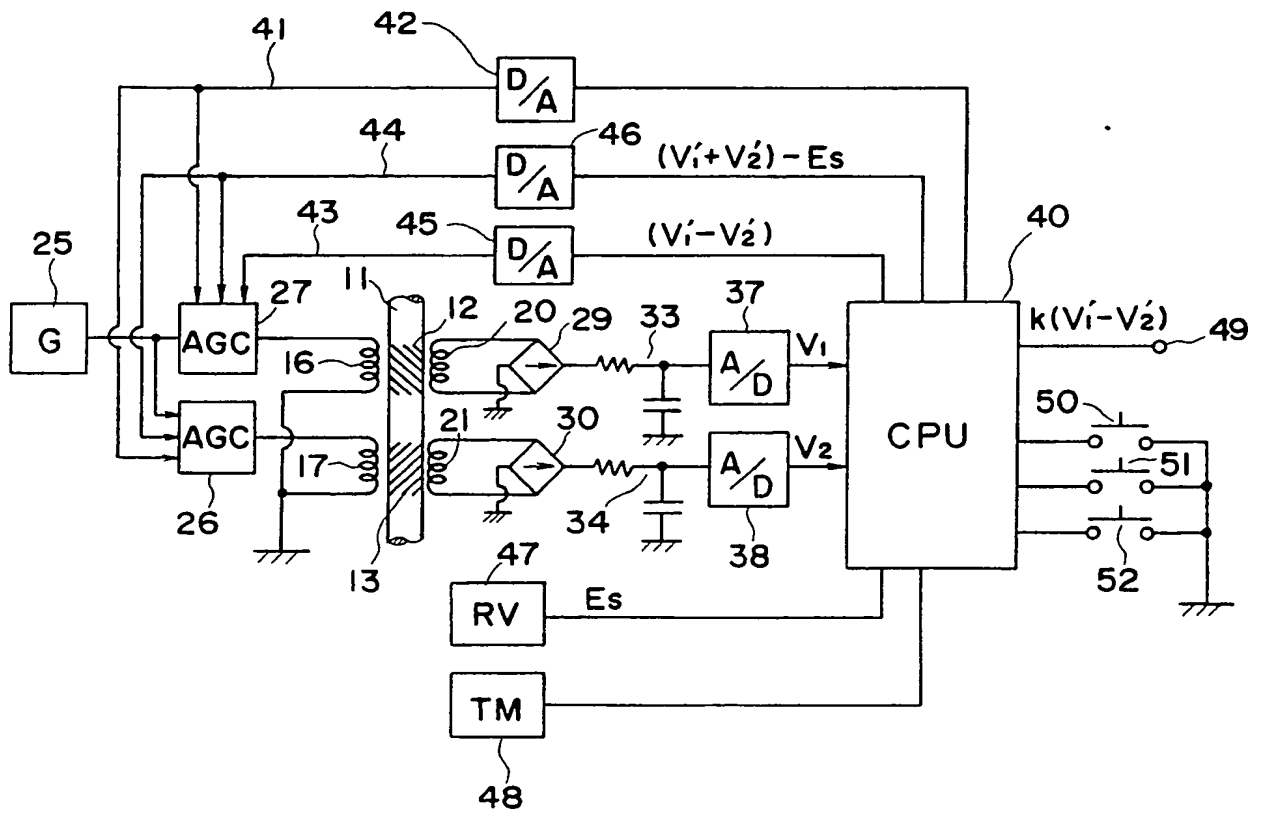 41
42
D/A
44
46
D/A
(V1'+V2')-Es
43
45
D/A
(V1'-V2')
40
25
G
27
AGC
11
12
20
29
33
37
A/D
V1
k(V1'-V2')
49
16
AGC
26
17
21
30
34
A/D
38
V2
CPU
50
51
52
13
47
RV
Es
TM
48